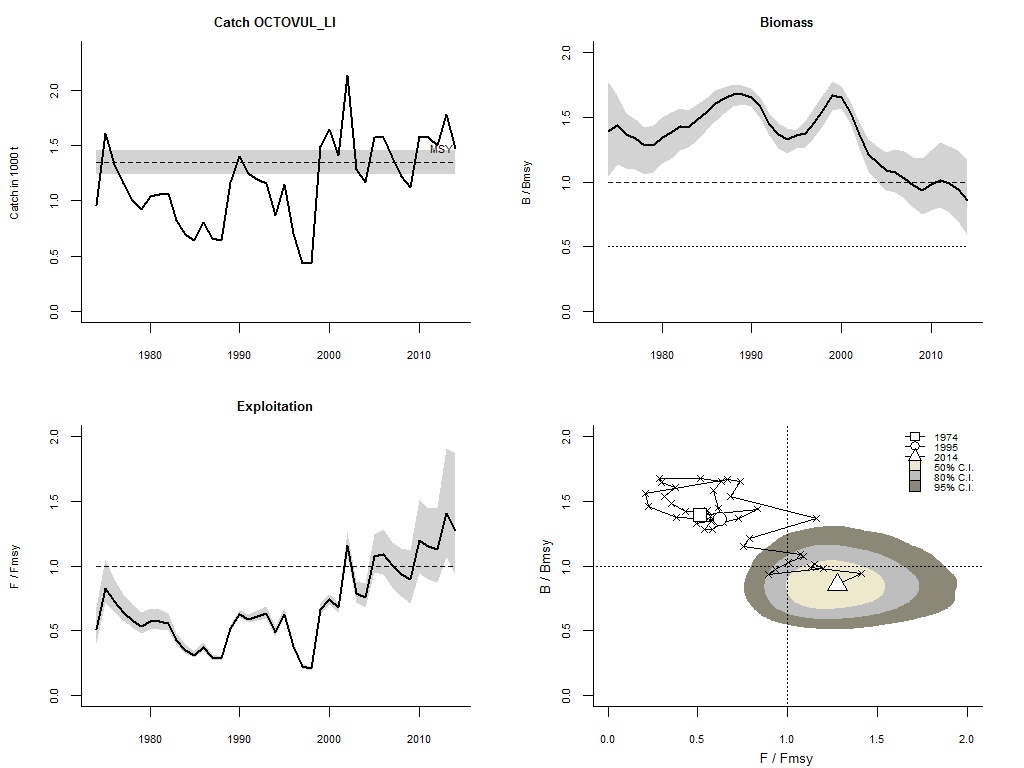 Catch OCTOVUL_LI
Catch in 1000 t
2.0
1.5
1.0
0.5
0.0
MSY
1980 1990 2000 2010
Biomass
B / Bmsy
2.0
1.5
1.0
0.5
0.0
1980 1990 2000 2010
Exploitation
F / Fmsy
2.0
1.5
1.0
0.5
0.0
1980 1990 2000 2010
B / Bmsy
2.0
1.5
1.0
0.5
0.0
1974
1995
2014
50% C.I.
80% C.I.
95% C.I.
0.0 0.5 1.0 1.5 2.0
F / Fmsy